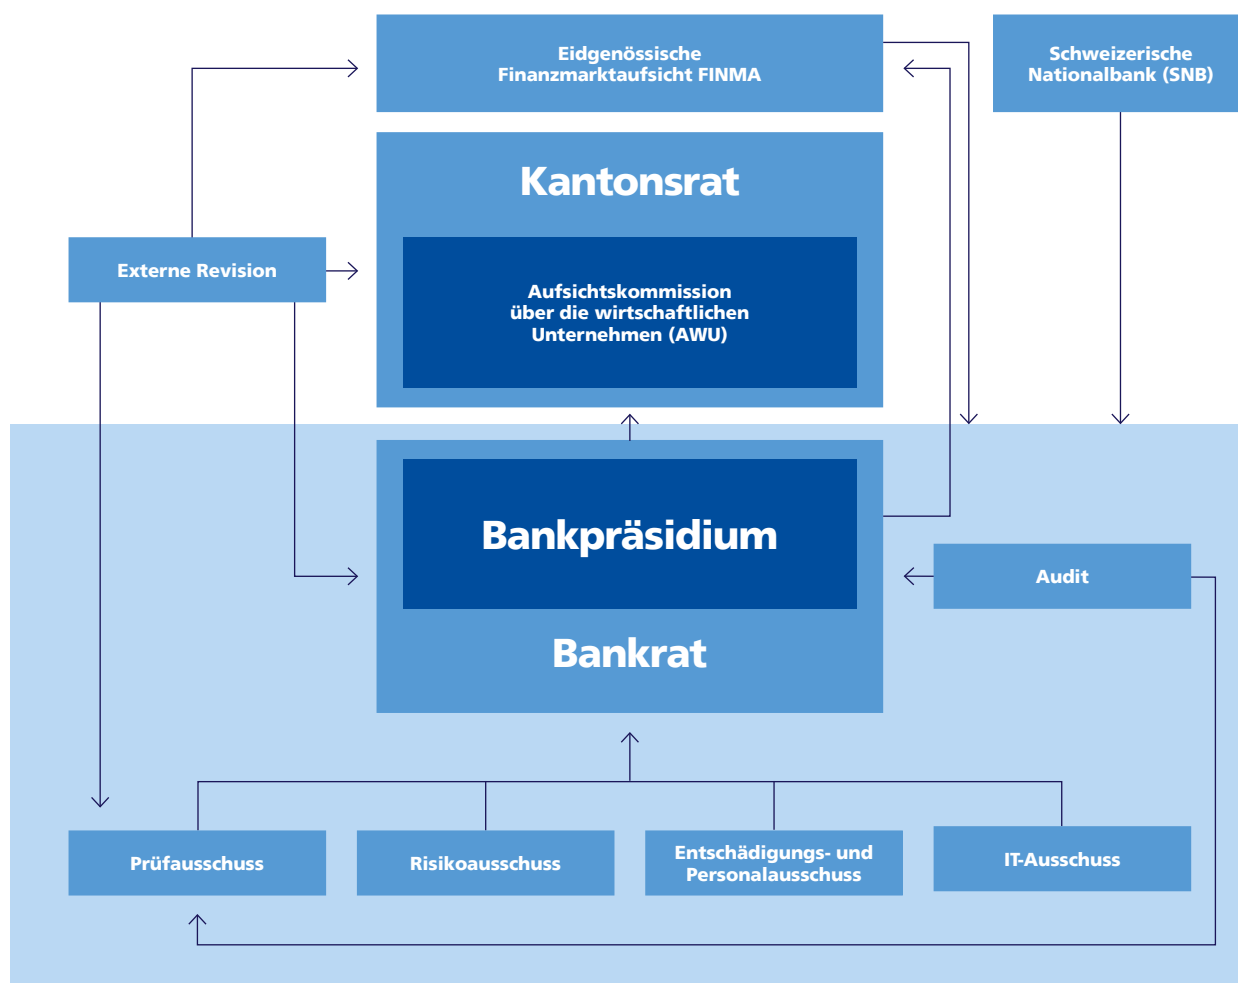 Eidgenössische
Finanzmarktaufsicht FINMA
Schweizerische
Nationalbank (SNB)
Kantonsrat
Externe Revision
Aufsichtskommission
über die wirtschaftlichen
Unternehmen (AWU)
Bankpräsidium
Audit
Bankrat
Prüfausschuss
Risikoausschuss
Entschädigungs- und
Personalausschuss
IT-Ausschuss